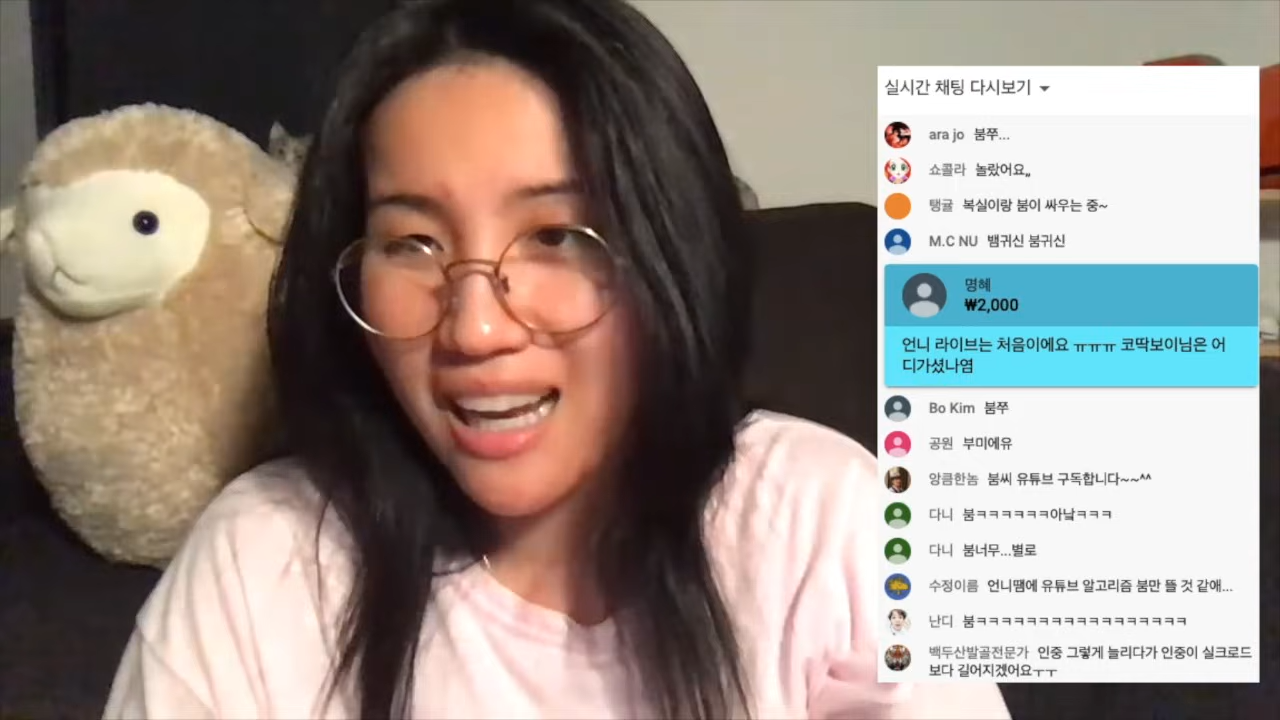 실시간 채팅 다시보기
ara jo 붐쭈...
쇼콜라 놀랐어요,,
탱귤 복실이랑 붐이 싸우는 중~
M.C NU 뱀귀신 붐귀신
명혜
₩2,000
언니 라이브는 처음이에요 ㅠㅠㅠ 코딱보이님은 어
디가셨나염
Bo Kim 붐쭈
공원 부미에유
앙큼한놈 붐씨 유튜브 구독합니다~~^^
다니 붐ㅋㅋㅋㅋㅋㅋ아낰ㅋㅋㅋ
다니 붐너무...별로
수정이름 언니땜에 유튜브 알고리즘 붐만 뜰 것 같애...
난디 붐ㅋㅋㅋㅋㅋㅋㅋㅋㅋㅋㅋㅋㅋㅋㅋㅋㅋ
백두산발골전문가 인중 그렇게 늘리다가 인중이 실크로드
보다 길어지겠어요ㅜㅜ